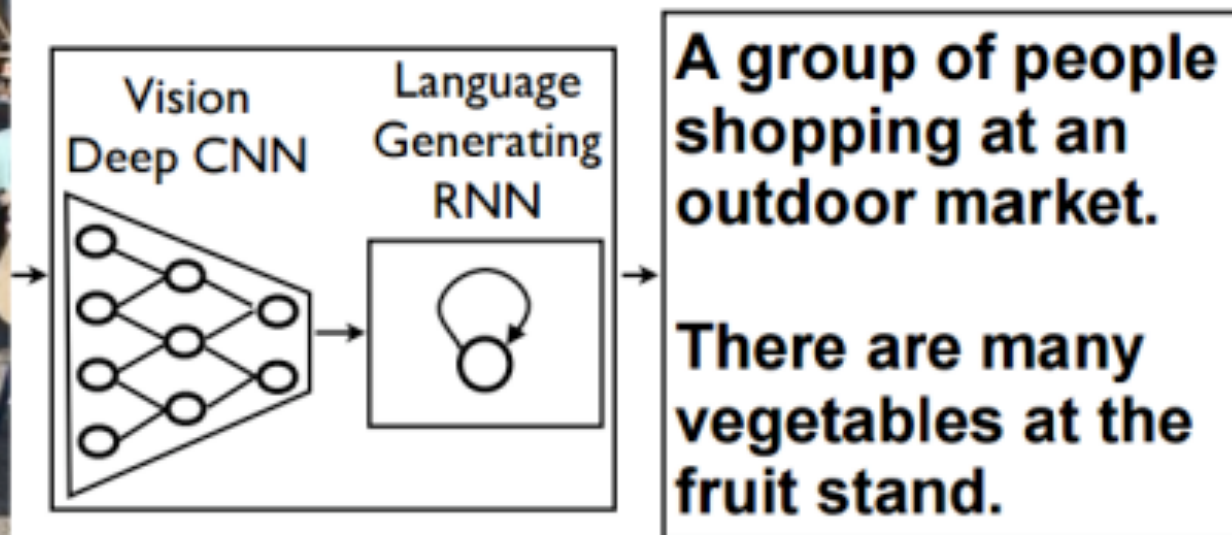 Vision
Deep CNN
Language
Generating
RNN
A group of people
shopping at an
outdoor market.
There are many
vegetables at the
fruit stand.